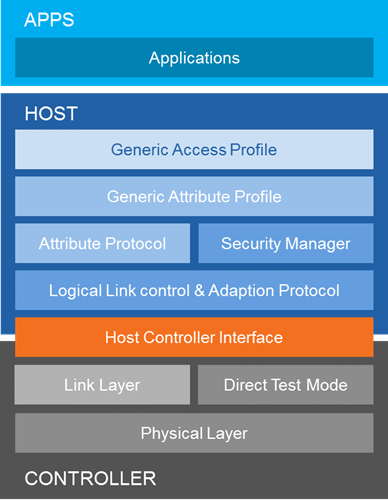 APPS
Applications
HOST
Generic Access Profile
Generic Attribute Profile
Attribute Protocol
Security Manager
Logical Link control & Adaption Protocol
Host Controller Interface
Link Layer
Direct Test Mode
Physical Layer
CONTROLLER